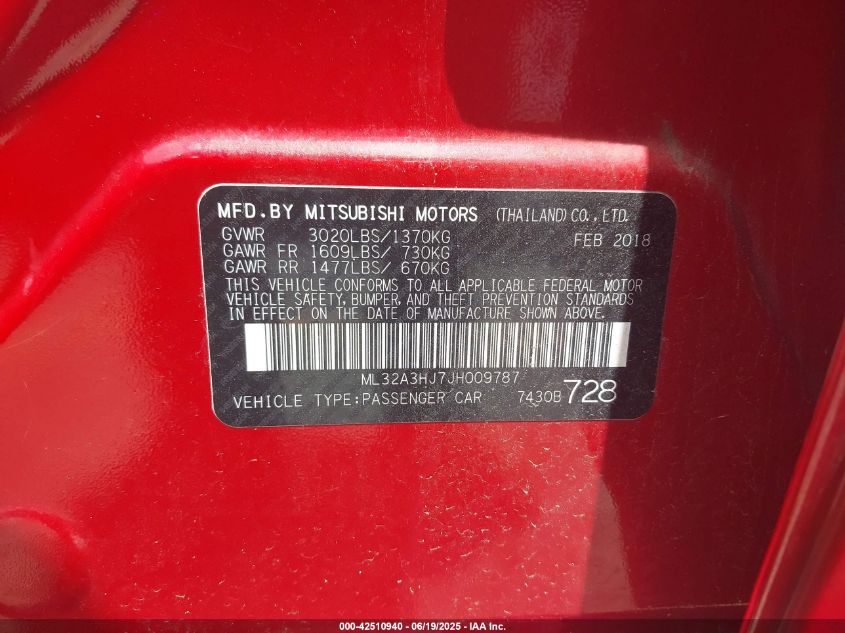 MFD.BY MITSUBISHI MOTORS (THAILAND) CO.,LTD.
GVWR 3020LBS/1370KG FEB 2018
GAWR FR 1609LBS/ 730KG
GAWR RR 1477LBS/ 670KG
THIS VEHICLE CONFORMS TO ALL APPLICABLE FEDERAL MOTOR
VEHICLE SAFETY, BUMPER, AND THEFT PREVENTION STANDARDS
IN EFFECT ON THE DATE OF MANUFACTURE SHOWN ABOVE.
ML32A3HJ7JH009787
VEHICLE TYPE:PASSENGER CAR 7430B 728
000-42510940 - 06/19/2025 - IAA Inc.